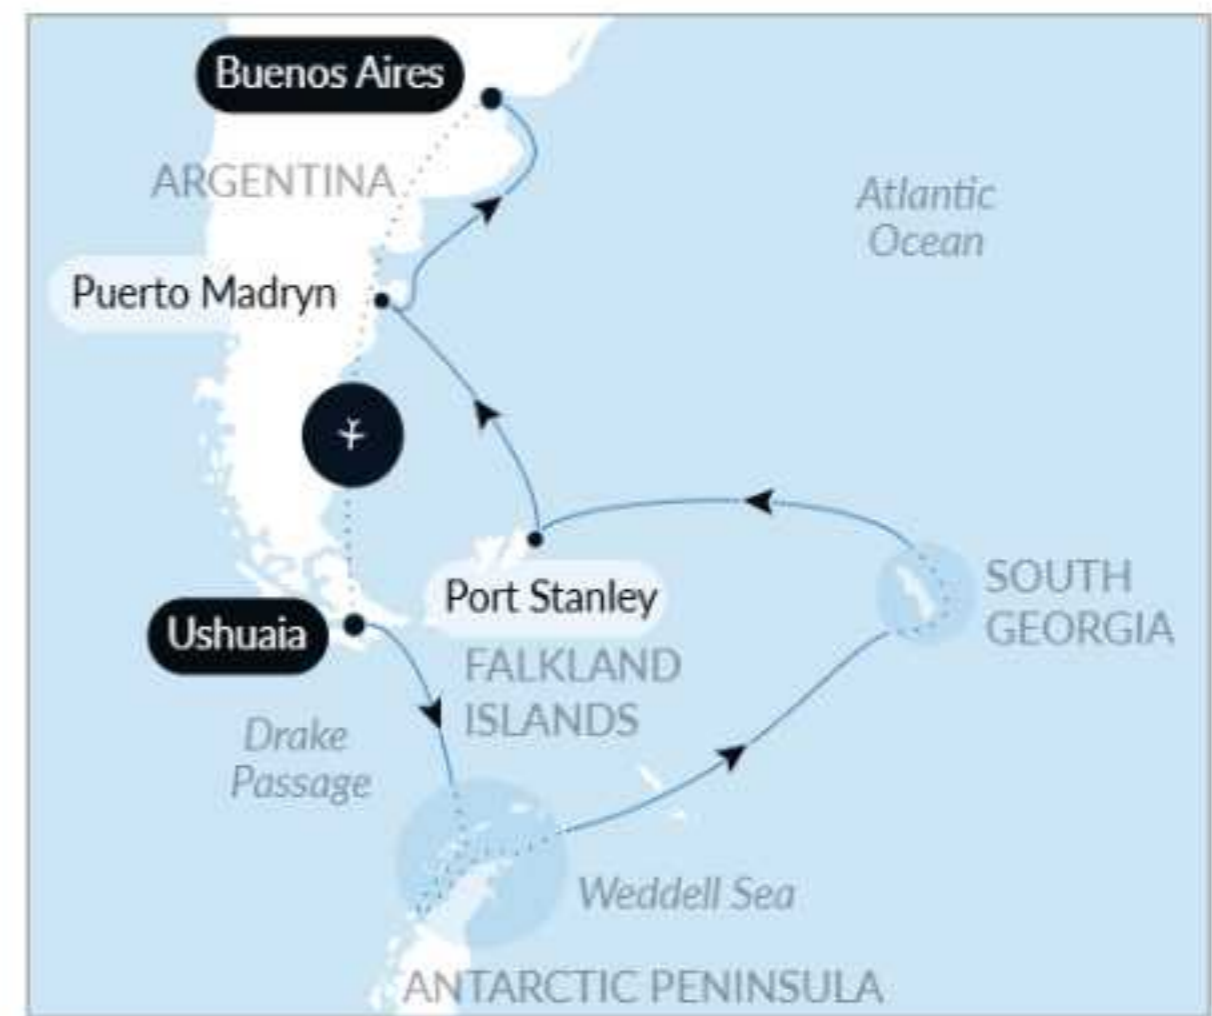 Buenos Aires
ARGENTINA
Atlantic
Ocean
Puerto Madryn
Port Stanley
SOUTH
GEORGIA
Ushuaia
FALKLAND
ISLANDS
Drake
Passage
Weddell Sea
ANTARCTIC PENINSULA